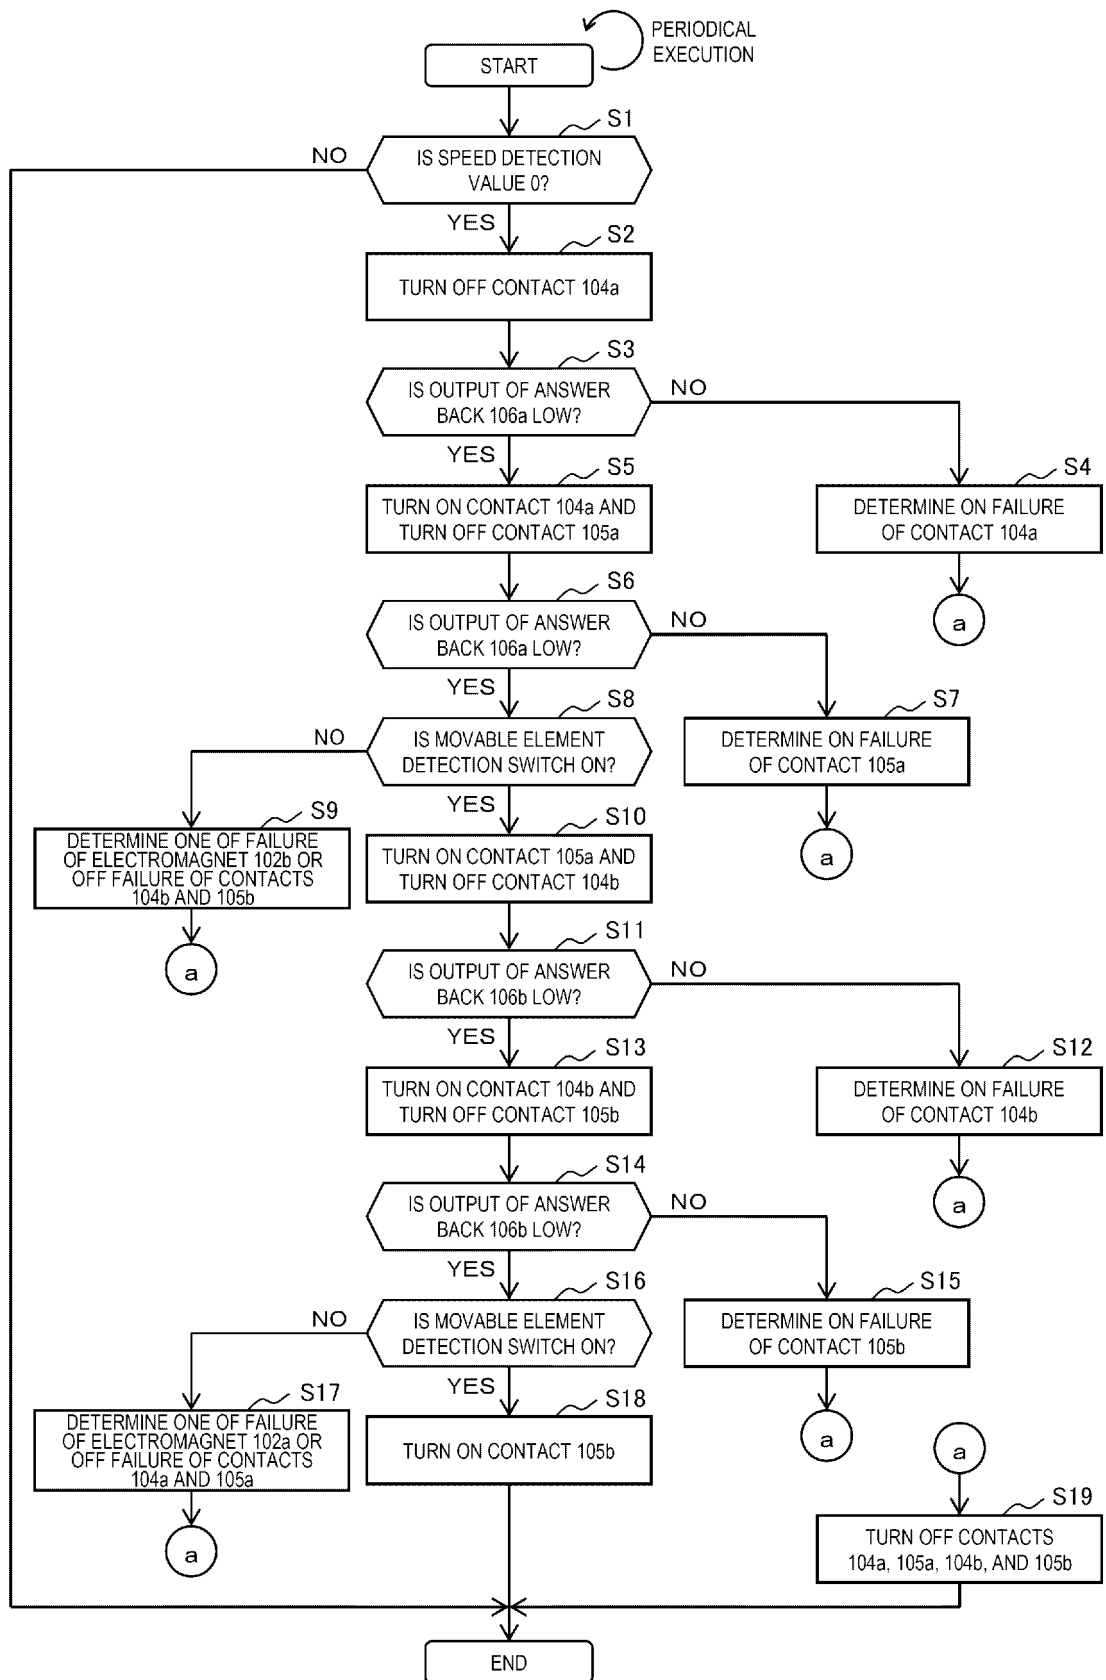 PERIODICAL
EXECUTION
START
S1
NO
IS SPEED DETECTION
VALUE 0?
YES
S2
TURN OFF CONTACT 104a
S3
IS OUTPUT OF ANSWER
BACK 106a LOW?
NO
YES
S5
TURN ON CONTACT 104a AND
TURN OFF CONTACT 105a
S4
DETERMINE ON FAILURE
OF CONTACT 104a
a
S6
IS OUTPUT OF ANSWER
BACK 106a LOW?
NO
YES
S7
DETERMINE ON FAILURE
OF CONTACT 105a
a
S8
NO
IS MOVABLE ELEMENT
DETECTION SWITCH ON?
YES
S9
DETERMINE ONE OF FAILURE
OF ELECTROMAGNET 102b OR
OFF FAILURE OF CONTACTS
104b AND 105b
a
S10
TURN ON CONTACT 105a AND
TURN OFF CONTACT 104b
S11
IS OUTPUT OF ANSWER
BACK 106b LOW?
NO
YES
S12
DETERMINE ON FAILURE
OF CONTACT 104b
a
S13
TURN ON CONTACT 104b AND
TURN OFF CONTACT 105b
S14
IS OUTPUT OF ANSWER
BACK 106b LOW?
NO
YES
S15
DETERMINE ON FAILURE
OF CONTACT 105b
a
S16
NO
IS MOVABLE ELEMENT
DETECTION SWITCH ON?
YES
S17
DETERMINE ONE OF FAILURE
OF ELECTROMAGNET 102a OR
OFF FAILURE OF CONTACTS
104a AND 105a
a
S18
TURN ON CONTACT 105b
a
S19
TURN OFF CONTACTS
104a, 105a, 104b, AND 105b
END